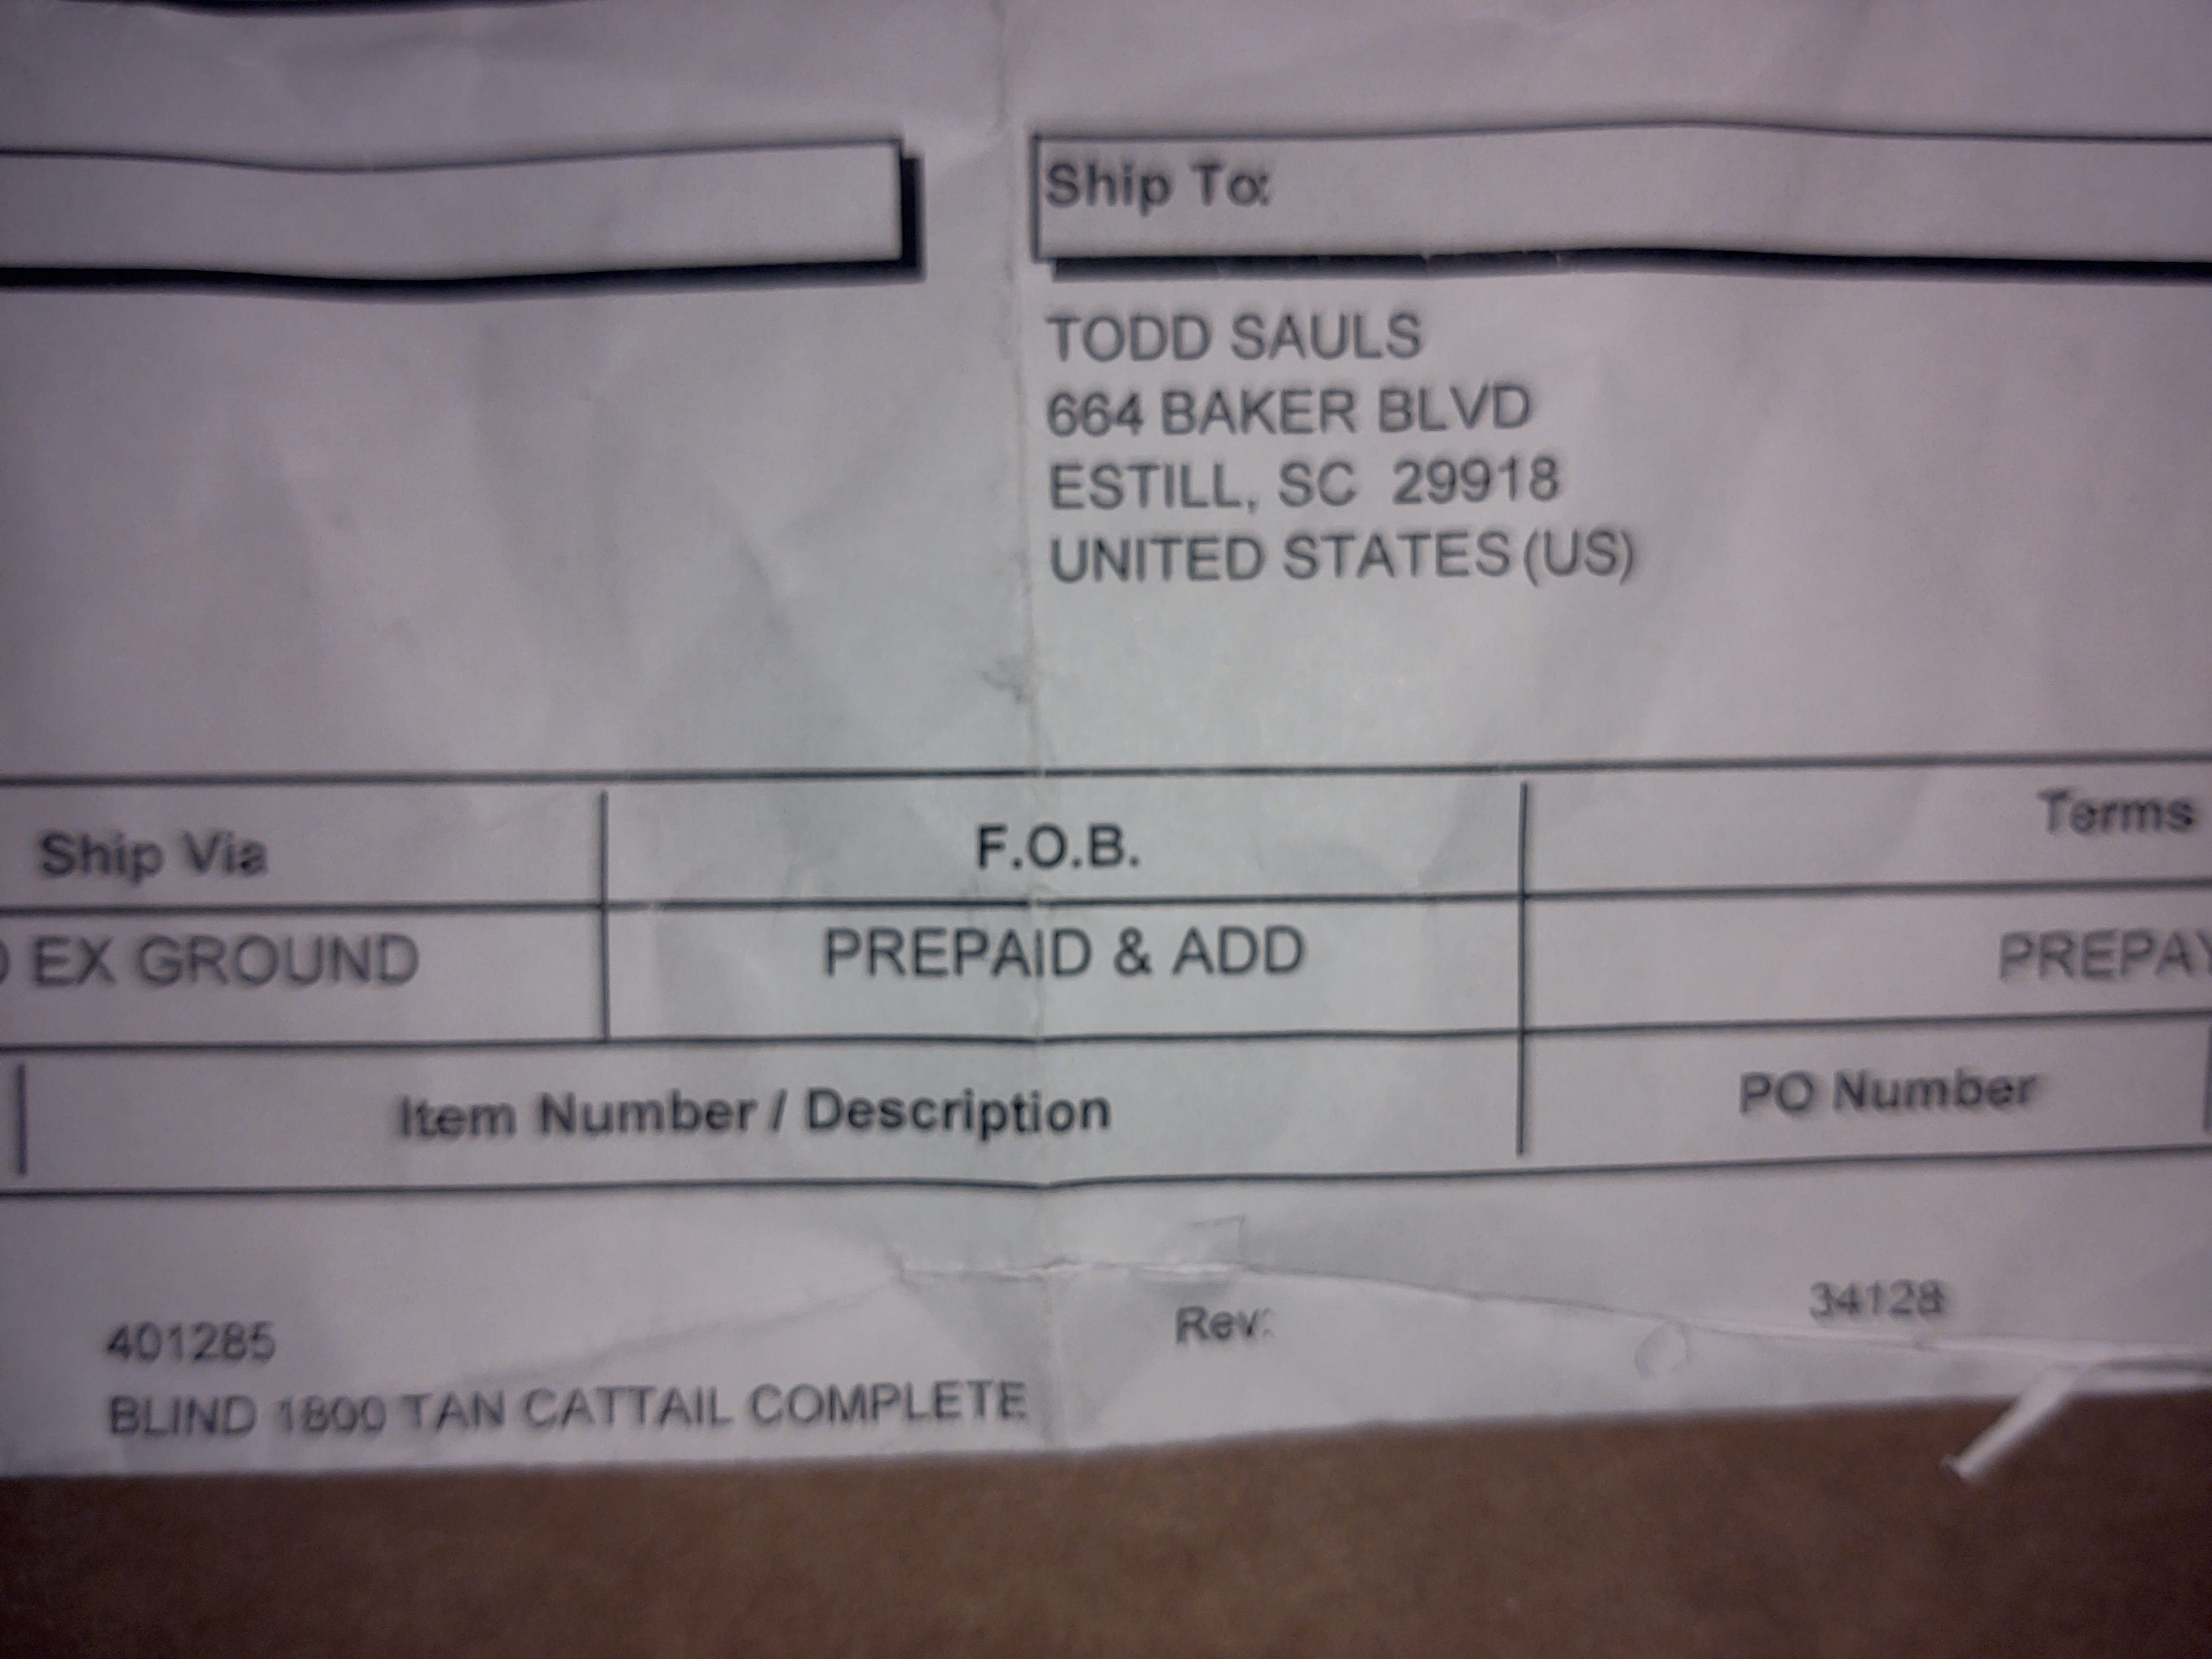 Ship To:
TODD SAULS
664 BAKER BLVD
ESTILL, SC 29918
UNITED STATES (US)
Ship Via F.O.B. Terms
EX GROUND PREPAID & ADD PREPAY
Item Number / Description PO Number
401285 Rev: 34128
BLIND 1800 TAN CATTAIL COMPLETE